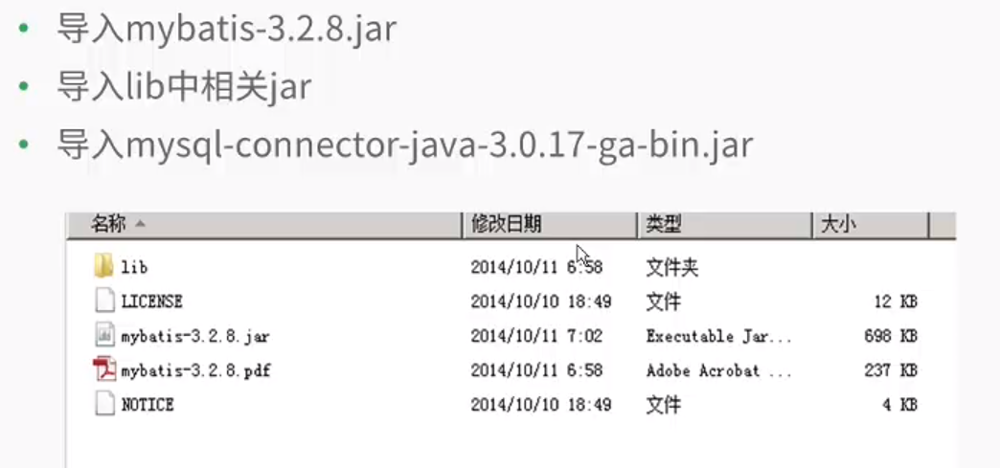 导入mybatis-3.2.8.jar
导入lib中相关jar
导入mysql-connector-java-3.0.17-ga-bin.jar
名称 修改日期 类型 大小
lib 2014/10/11 6:58 文件夹
LICENSE 2014/10/10 18:49 文件 12 KB
mybatis-3.2.8.jar 2014/10/11 7:02 Executable Jar... 698 KB
mybatis-3.2.8.pdf 2014/10/11 6:58 Adobe Acrobat ... 237 KB
NOTICE 2014/10/10 18:49 文件 4 KB